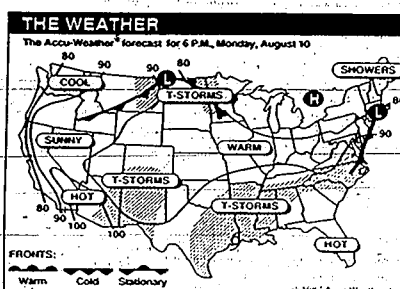 THE WEATHER
The Accu-Weather® forecast for 6 P.M., Monday, August 10
80 90 90 80
COOL
L
T-STORMS
SHOWERS
H
80
L
90
SUNNY
WARM
HOT
T-STORMS
T-STORMS
80
90
100
100
HOT
FRONTS:
Warm Cold Stationary